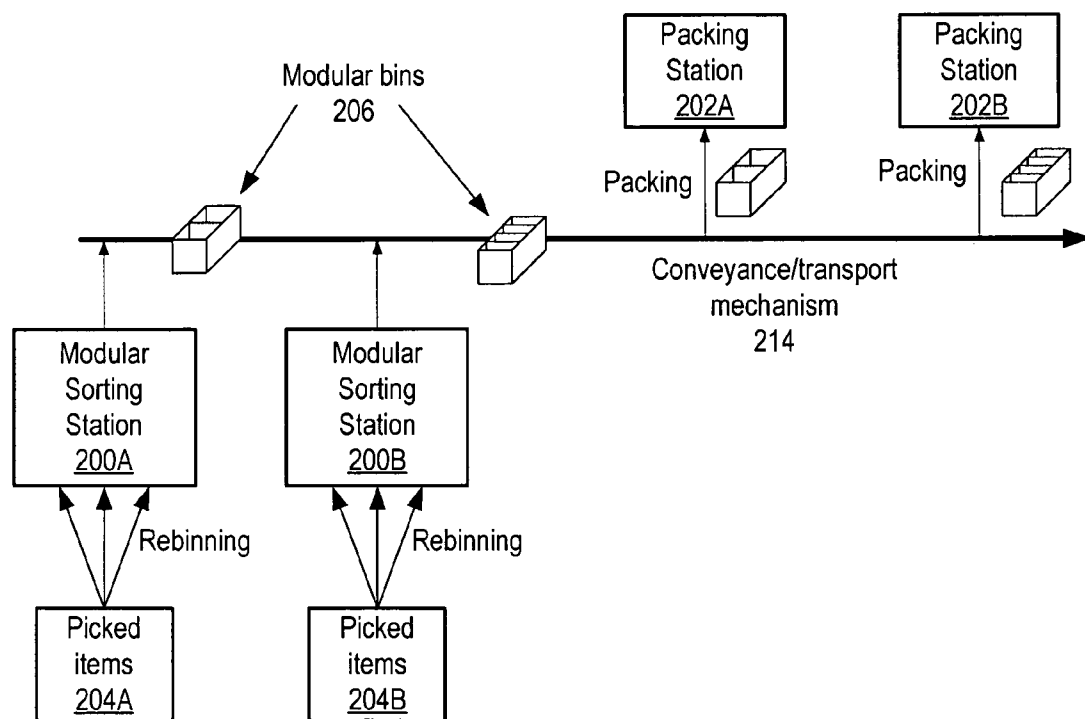 Modular bins
206
Packing
Station
202A
Packing
Station
202B
Packing
Packing
Conveyance/transport
mechanism
214
Modular
Sorting
Station
200A
Modular
Sorting
Station
200B
Rebinning
Rebinning
Picked
items
204A
Picked
items
204B